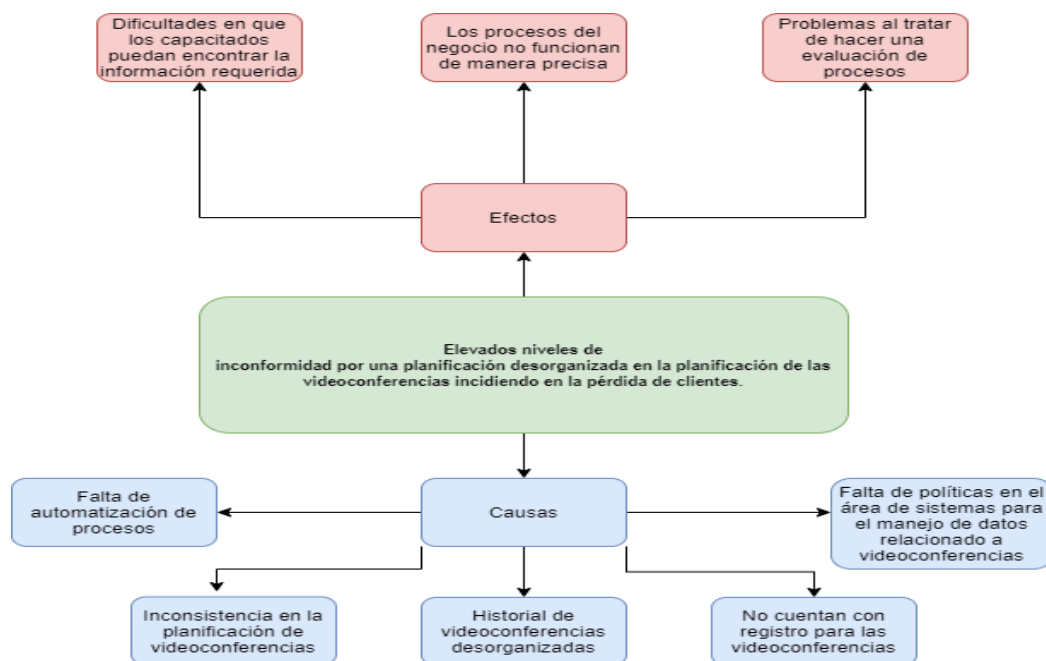 Dificultades en que
los capacitados
puedan encontrar la
información requerida
Los procesos del
negocio no funcionan
de manera precisa
Problemas al tratar
de hacer una
evaluación de
procesos
Efectos
Elevados niveles de
inconformidad por una planificación desorganizada en la planificación de las
videoconferencias incidiendo en la pérdida de clientes.
Falta de
automatización de
procesos
Causas
Falta de políticas en el
área de sistemas para
el manejo de datos
relacionado a
videoconferencias
Inconsistencia en la
planificación de
videoconferencias
Historial de
videoconferencias
desorganizadas
No cuentan con
registro para las
videoconferencias